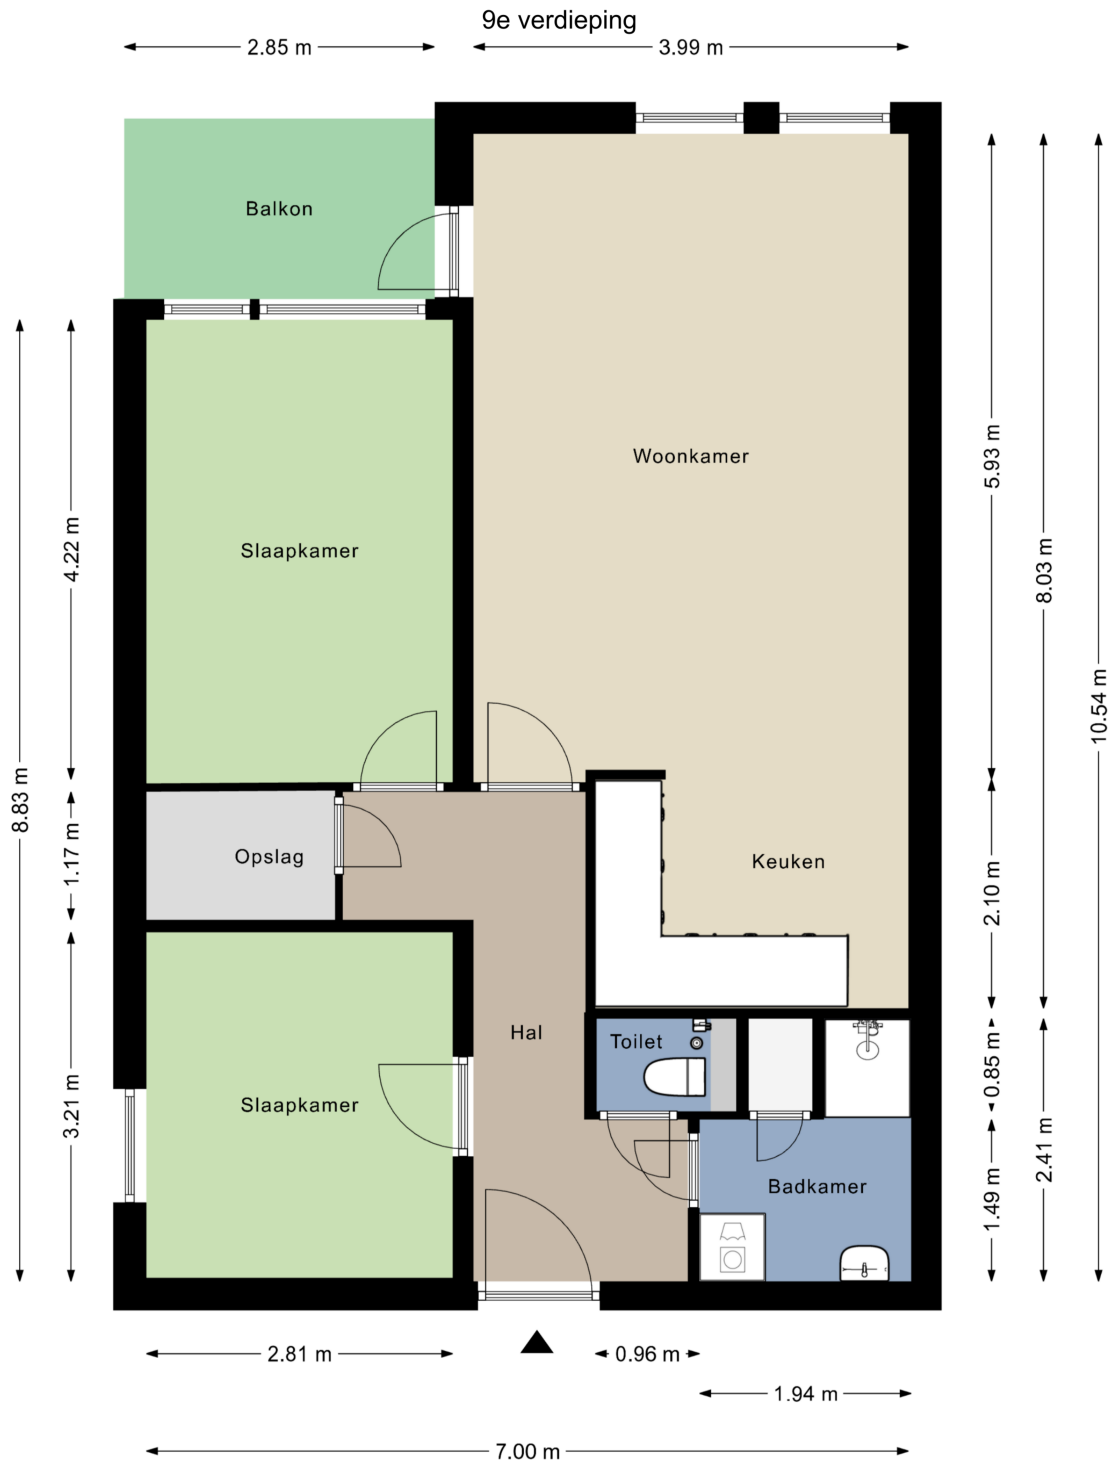 9e verdieping
2.85 m
3.99 m
Balkon
Woonkamer
Slaapkamer
Opslag
Keuken
Hal
Toilet
Slaapkamer
Badkamer
8.83 m
4.22 m
1.17 m
3.21 m
5.93 m
2.10 m
0.85 m
1.49 m
8.03 m
2.41 m
10.54 m
2.81 m
0.96 m
1.94 m
7.00 m